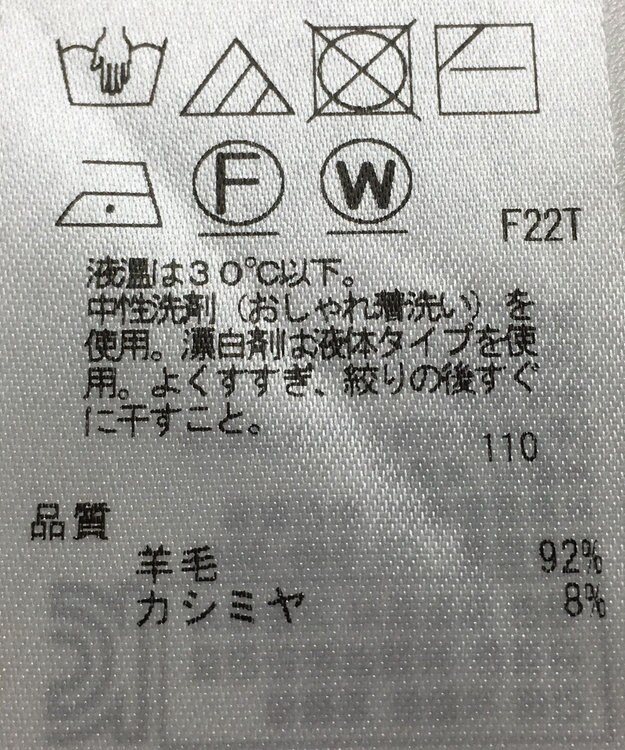 F
W
F22T
液温は30℃以下。
中性洗剤（おしゃれ着洗い）を
使用。漂白剤は液体タイプを使
用。よくすすぎ、絞りの後すぐ
に干すこと。
110
品質
羊毛 92%
カシミヤ 8%